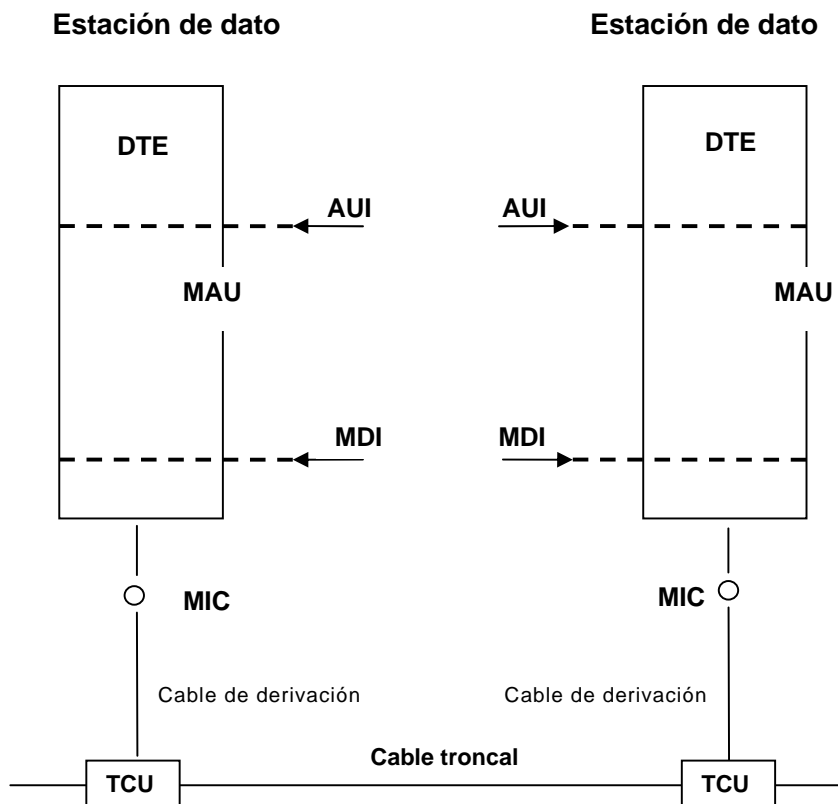 Estación de dato
Estación de dato
DTE
DTE
AUI
AUI
MAU
MAU
MDI
MDI
MIC
MIC
Cable de derivación
Cable de derivación
Cable troncal
TCU
TCU